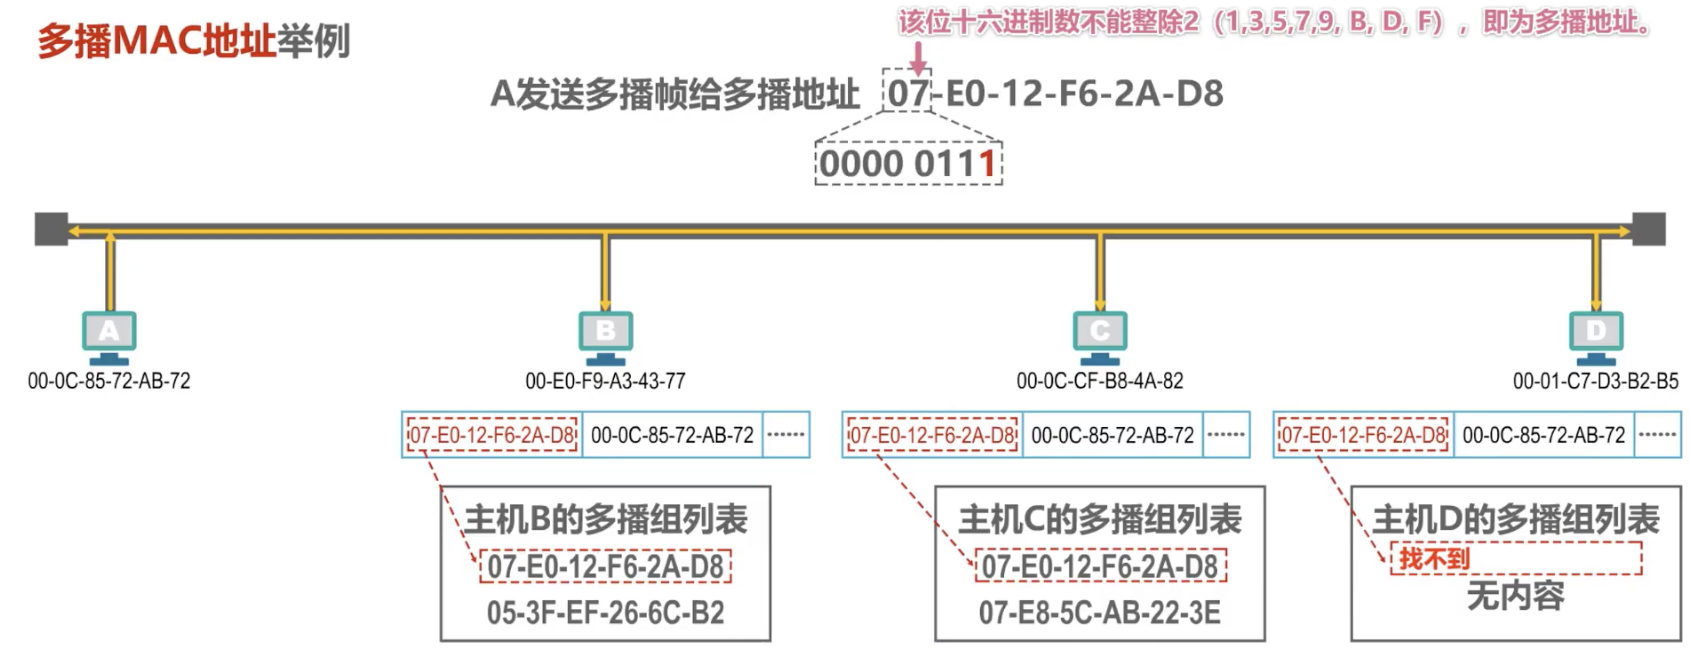 该位十六进制数不能整除2（1,3,5,7,9, B, D, F），即为多播地址。
多播MAC地址举例
A发送多播帧给多播地址 07-E0-12-F6-2A-D8
0000 0111
A B C D
00-0C-85-72-AB-72 00-E0-F9-A3-43-77 00-0C-CF-B8-4A-82 00-01-C7-D3-B2-B5
07-E0-12-F6-2A-D8 00-0C-85-72-AB-72 ······ 07-E0-12-F6-2A-D8 00-0C-85-72-AB-72 ······ 07-E0-12-F6-2A-D8 00-0C-85-72-AB-72 ······
主机B的多播组列表
07-E0-12-F6-2A-D8
05-3F-EF-26-6C-B2
主机C的多播组列表
07-E0-12-F6-2A-D8
07-E8-5C-AB-22-3E
主机D的多播组列表
找不到
无内容